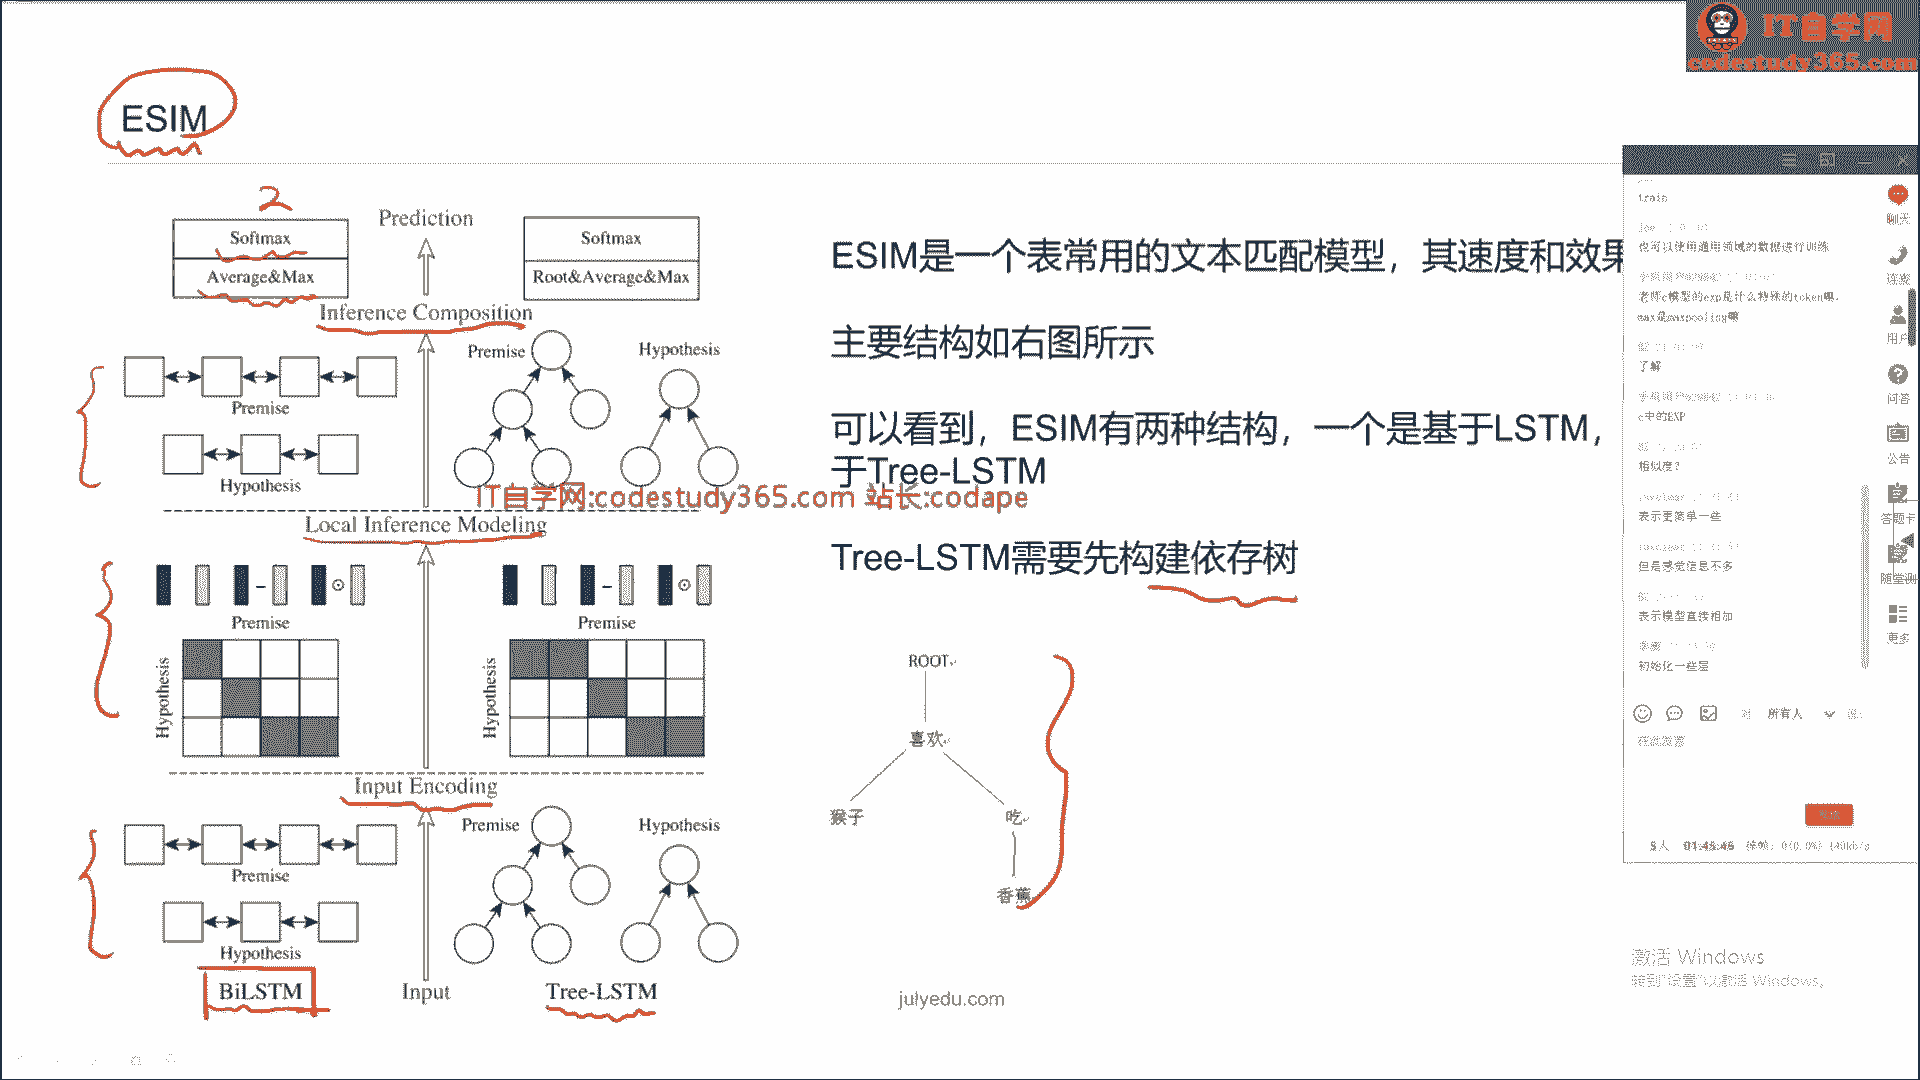 IT自学网
codestudy365.com
ESIM
2
Softmax
Average&Max
Prediction
Softmax
Root&Average&Max
Inference Composition
Premise
Hypothesis
Premise
Hypothesis
Local Inference Modeling
Premise
Hypothesis
Premise
Hypothesis
Input Encoding
Premise
Hypothesis
Premise
Hypothesis
BiLSTM
Input
Tree-LSTM
ESIM是一个表常用的文本匹配模型，其速度和效果
主要结构如右图所示
可以看到，ESIM有两种结构，一个是基于LSTM，
于Tree-LSTM
IT自学网:codestudy365.com 站长:codape
Tree-LSTM需要先构建依存树
ROOT
喜欢
猴子
吃
香蕉
julyedu.com
train
也可以使用通用领域的数据进行训练
老师c模型的exp是什么特殊的token嘛，
max是maxpooling嘛
了解
c中的EXP
相似度？
表示更简单一些
但是感觉信息不多
表示模型直接相加
初始化一些层
所有人
聊天
连麦
用户
问答
公告
答题卡
随堂测
更多
5人 01:45:46
激活 Windows
转到"设置"以激活 Windows。